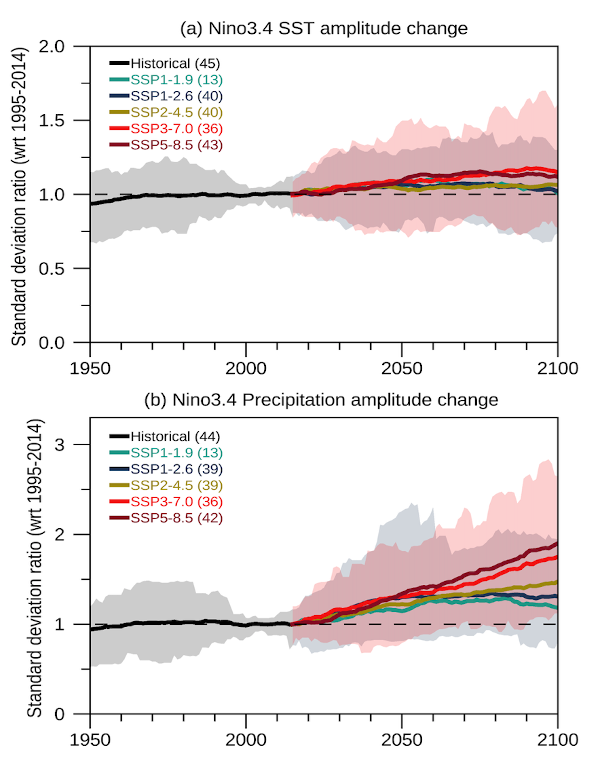 (a) Nino3.4 SST amplitude change
Standard deviation ratio (wrt 1995-2014)
2.0
1.5
1.0
0.5
0.0
Historical (45)
SSP1-1.9 (13)
SSP1-2.6 (40)
SSP2-4.5 (40)
SSP3-7.0 (36)
SSP5-8.5 (43)
1950 2000 2050 2100
(b) Nino3.4 Precipitation amplitude change
Standard deviation ratio (wrt 1995-2014)
3
2
1
0
Historical (44)
SSP1-1.9 (13)
SSP1-2.6 (39)
SSP2-4.5 (39)
SSP3-7.0 (36)
SSP5-8.5 (42)
1950 2000 2050 2100